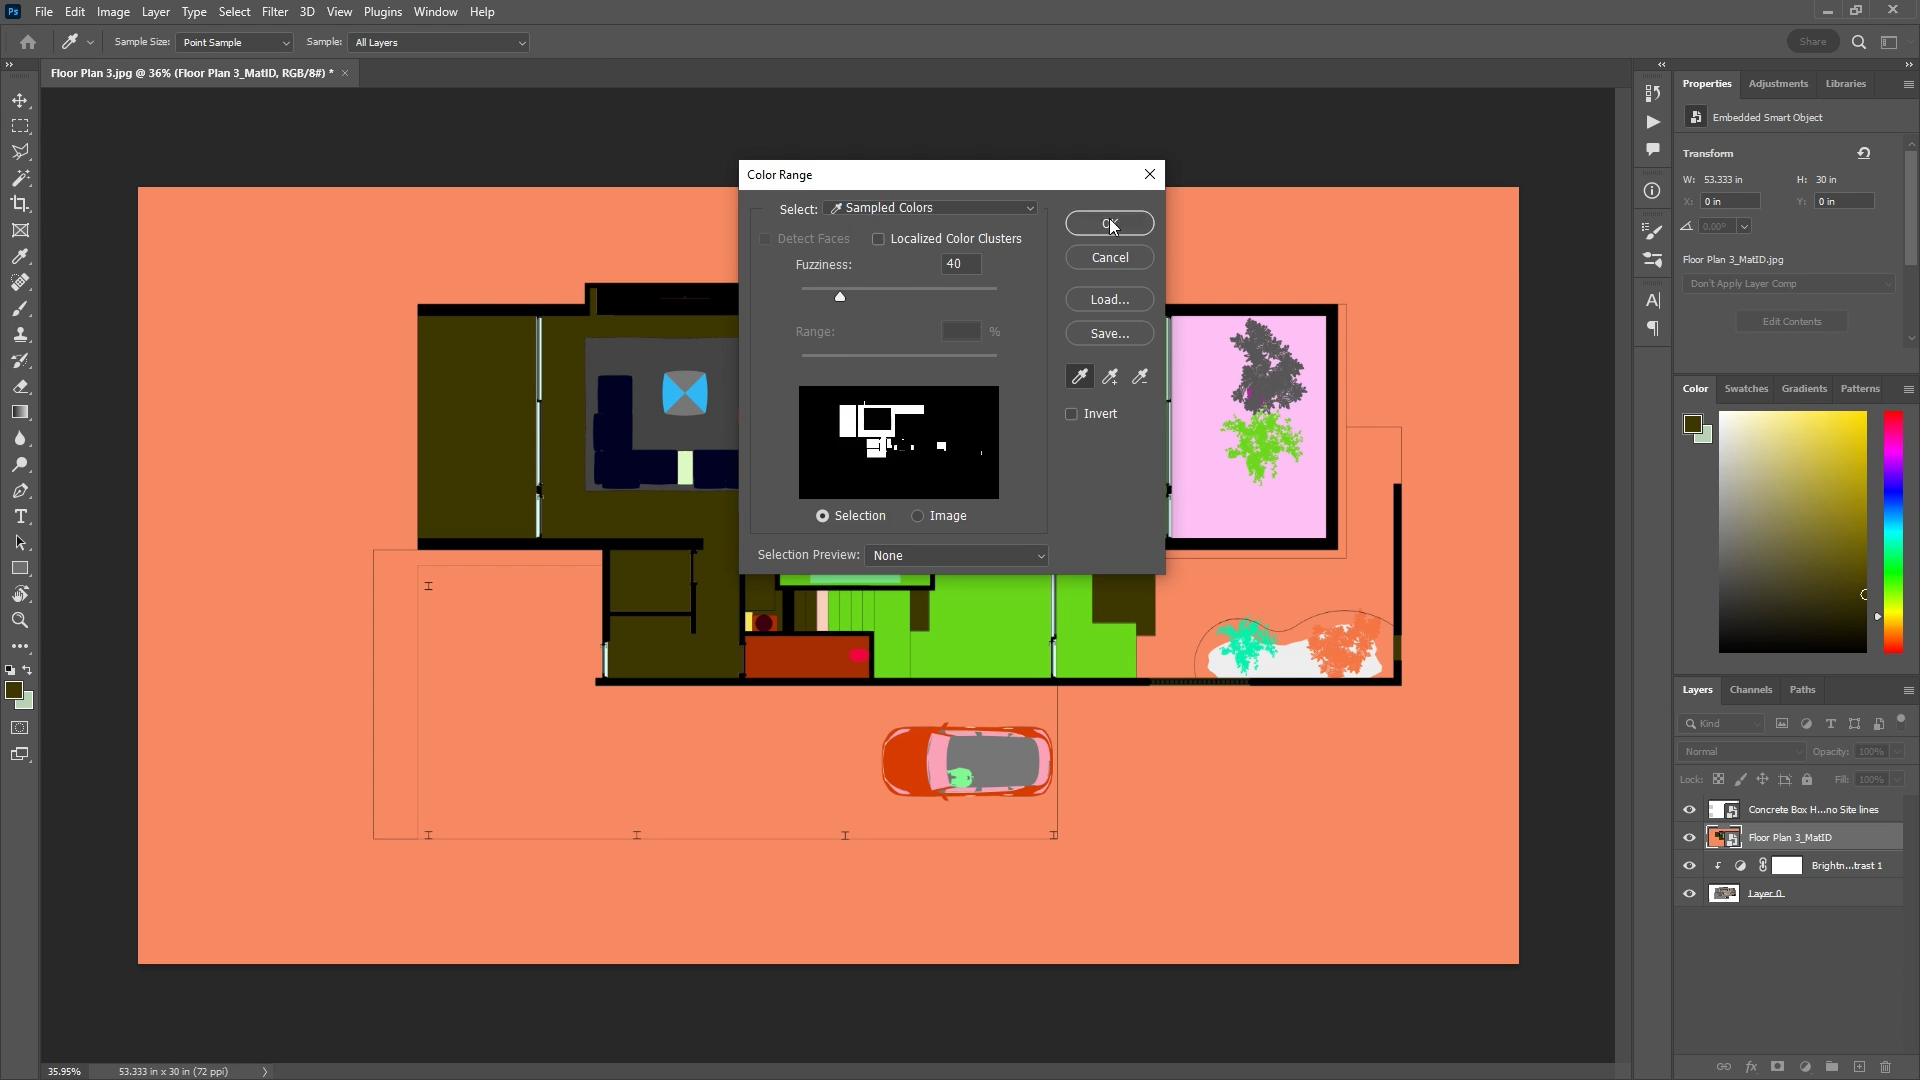 Ps File Edit Image Layer Type Select Filter 3D View Plugins Window Help
Sample Size: Point Sample Sample: All Layers Share
Floor Plan 3.jpg @ 36% (Floor Plan 3_MatID, RGB/8#) * ×
Color Range
Select: Sampled Colors
Detect Faces Localized Color Clusters
Fuzziness: 40
Range: %
Selection Image
Selection Preview: None
Cancel
Load...
Save...
Invert
Properties Adjustments Libraries
Embedded Smart Object
Transform
W: 53.333 in H: 30 in
X: 0 in Y: 0 in
0.00°
Floor Plan 3_MatID.jpg
Don't Apply Layer Comp
Edit Contents
Color Swatches Gradients Patterns
Layers Channels Paths
Kind
Normal Opacity: 100%
Lock: Fill: 100%
Concrete Box H...no Site lines
Floor Plan 3_MatID
Brightn...trast 1
Layer 0
35.95% 53.333 in x 30 in (72 ppi)